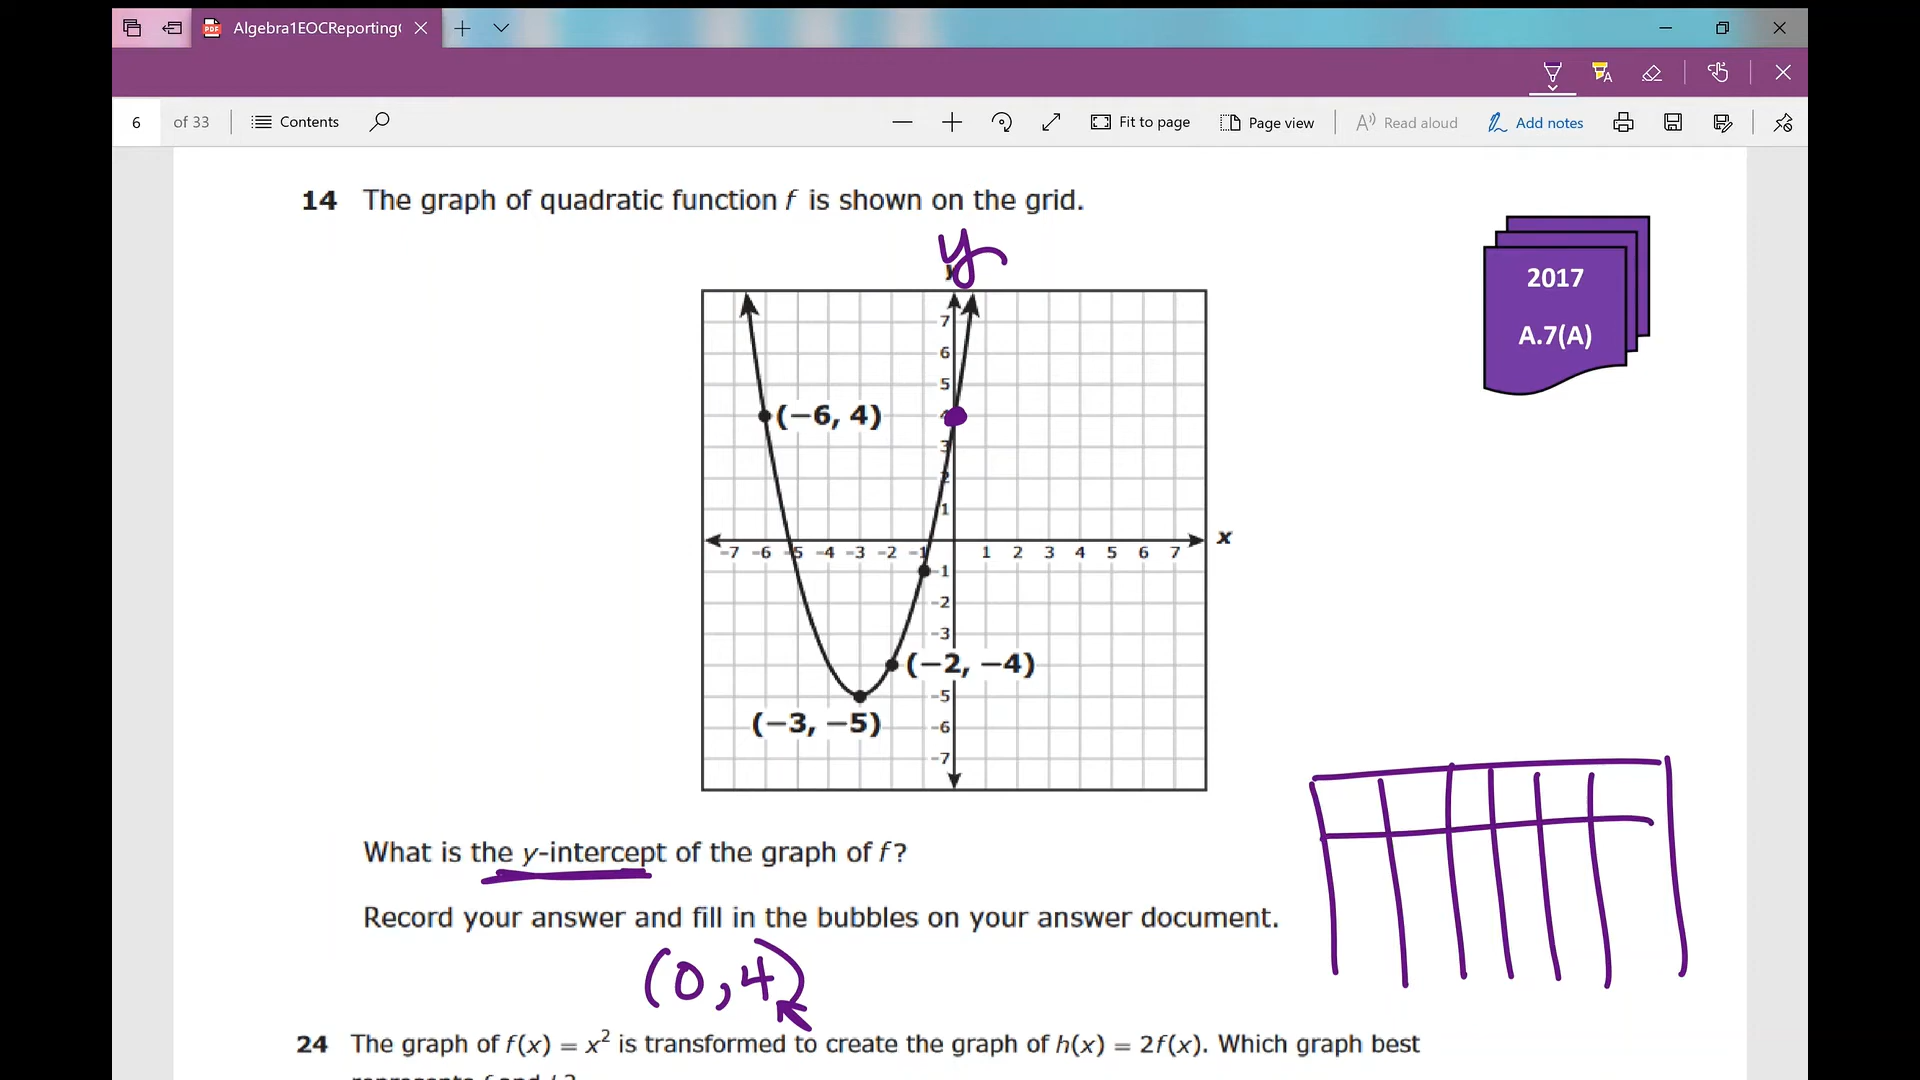 Algebra1EOCReporting(
6 of 33 Contents Fit to page Page view Read aloud Add notes
14 The graph of quadratic function f is shown on the grid.
y
2017
A.7(A)
7
6
5
(−6, 4)
3
2
1
x
−7 −6 −5 −4 −3 −2 −1 1 2 3 4 5 6 7
−1
−2
−3
(−2, −4)
−5
(−3, −5)
−6
−7
What is the y-intercept of the graph of f?
Record your answer and fill in the bubbles on your answer document.
(0,4)
24 The graph of f(x) = x² is transformed to create the graph of h(x) = 2f(x). Which graph best